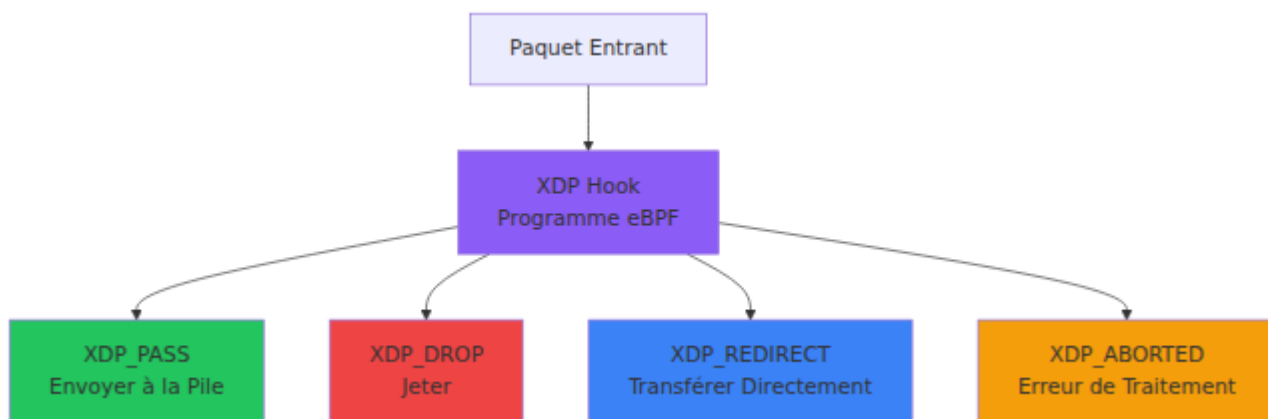 Paquet Entrant
XDP Hook
Programme eBPF
XDP_PASS
Envoyer à la Pile
XDP_DROP
Jeter
XDP_REDIRECT
Transférer Directement
XDP_ABORTED
Erreur de Traitement